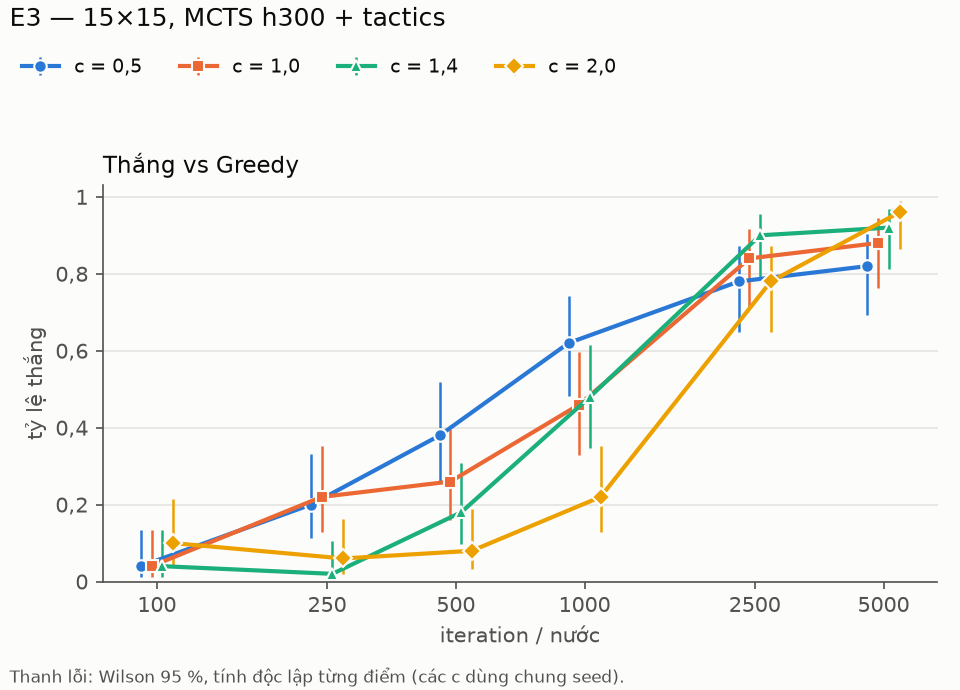 E3 — 15×15, MCTS h300 + tactics
c = 0,5 c = 1,0 c = 1,4 c = 2,0
Thắng vs Greedy
tỷ lệ thắng
1
0,8
0,6
0,4
0,2
0
100 250 500 1000 2500 5000
iteration / nước
Thanh lỗi: Wilson 95 %, tính độc lập từng điểm (các c dùng chung seed).